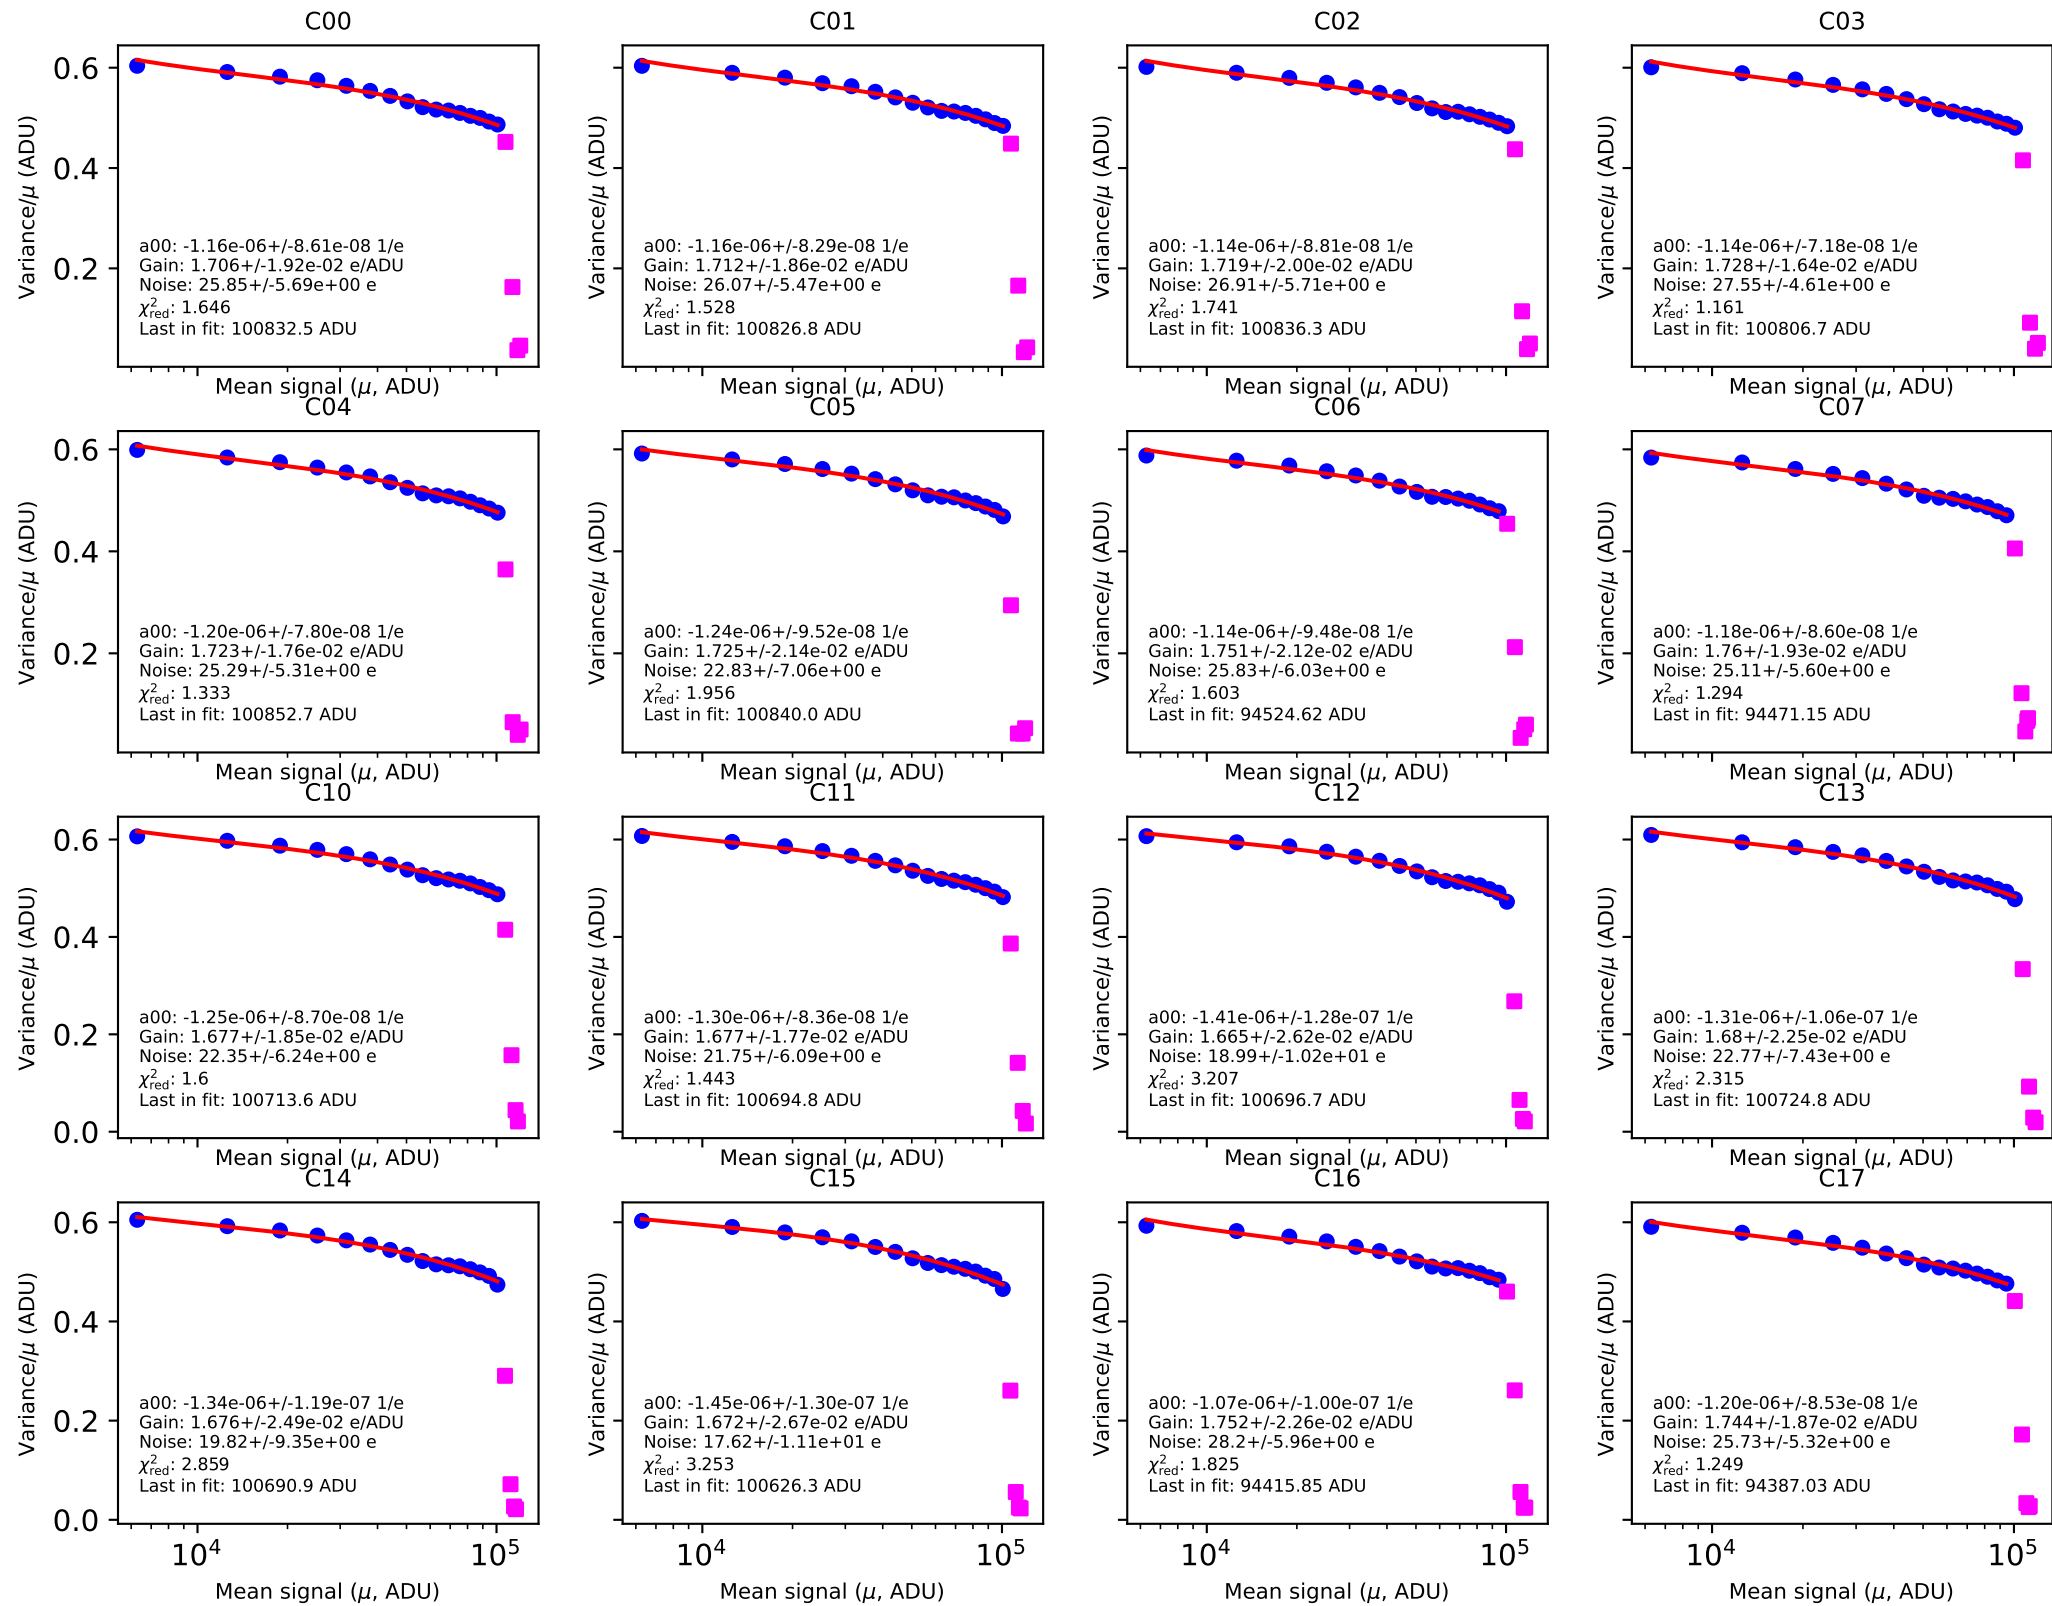 C00
C01
C02
C03
0.6
0.4
0.2
Variance/μ (ADU)
a00: -1.16e-06+/-8.61e-08 1/e
Gain: 1.706+/-1.92e-02 e/ADU
Noise: 25.85+/-5.69e+00 e
χ²red: 1.646
Last in fit: 100832.5 ADU
Mean signal (μ, ADU)
Variance/μ (ADU)
a00: -1.16e-06+/-8.29e-08 1/e
Gain: 1.712+/-1.86e-02 e/ADU
Noise: 26.07+/-5.47e+00 e
χ²red: 1.528
Last in fit: 100826.8 ADU
Mean signal (μ, ADU)
Variance/μ (ADU)
a00: -1.14e-06+/-8.81e-08 1/e
Gain: 1.719+/-2.00e-02 e/ADU
Noise: 26.91+/-5.71e+00 e
χ²red: 1.741
Last in fit: 100836.3 ADU
Mean signal (μ, ADU)
Variance/μ (ADU)
a00: -1.14e-06+/-7.18e-08 1/e
Gain: 1.728+/-1.64e-02 e/ADU
Noise: 27.55+/-4.61e+00 e
χ²red: 1.161
Last in fit: 100806.7 ADU
Mean signal (μ, ADU)
C04
C05
C06
C07
0.6
0.4
0.2
Variance/μ (ADU)
a00: -1.20e-06+/-7.80e-08 1/e
Gain: 1.723+/-1.76e-02 e/ADU
Noise: 25.29+/-5.31e+00 e
χ²red: 1.333
Last in fit: 100852.7 ADU
Mean signal (μ, ADU)
Variance/μ (ADU)
a00: -1.24e-06+/-9.52e-08 1/e
Gain: 1.725+/-2.14e-02 e/ADU
Noise: 22.83+/-7.06e+00 e
χ²red: 1.956
Last in fit: 100840.0 ADU
Mean signal (μ, ADU)
Variance/μ (ADU)
a00: -1.14e-06+/-9.48e-08 1/e
Gain: 1.751+/-2.12e-02 e/ADU
Noise: 25.83+/-6.03e+00 e
χ²red: 1.603
Last in fit: 94524.62 ADU
Mean signal (μ, ADU)
Variance/μ (ADU)
a00: -1.18e-06+/-8.60e-08 1/e
Gain: 1.76+/-1.93e-02 e/ADU
Noise: 25.11+/-5.60e+00 e
χ²red: 1.294
Last in fit: 94471.15 ADU
Mean signal (μ, ADU)
C10
C11
C12
C13
0.6
0.4
0.2
0.0
Variance/μ (ADU)
a00: -1.25e-06+/-8.70e-08 1/e
Gain: 1.677+/-1.85e-02 e/ADU
Noise: 22.35+/-6.24e+00 e
χ²red: 1.6
Last in fit: 100713.6 ADU
Mean signal (μ, ADU)
Variance/μ (ADU)
a00: -1.30e-06+/-8.36e-08 1/e
Gain: 1.677+/-1.77e-02 e/ADU
Noise: 21.75+/-6.09e+00 e
χ²red: 1.443
Last in fit: 100694.8 ADU
Mean signal (μ, ADU)
Variance/μ (ADU)
a00: -1.41e-06+/-1.28e-07 1/e
Gain: 1.665+/-2.62e-02 e/ADU
Noise: 18.99+/-1.02e+01 e
χ²red: 3.207
Last in fit: 100696.7 ADU
Mean signal (μ, ADU)
Variance/μ (ADU)
a00: -1.31e-06+/-1.06e-07 1/e
Gain: 1.68+/-2.25e-02 e/ADU
Noise: 22.77+/-7.43e+00 e
χ²red: 2.315
Last in fit: 100724.8 ADU
Mean signal (μ, ADU)
C14
C15
C16
C17
0.6
0.4
0.2
0.0
Variance/μ (ADU)
a00: -1.34e-06+/-1.19e-07 1/e
Gain: 1.676+/-2.49e-02 e/ADU
Noise: 19.82+/-9.35e+00 e
χ²red: 2.859
Last in fit: 100690.9 ADU
10⁴ 10⁵
Mean signal (μ, ADU)
Variance/μ (ADU)
a00: -1.45e-06+/-1.30e-07 1/e
Gain: 1.672+/-2.67e-02 e/ADU
Noise: 17.62+/-1.11e+01 e
χ²red: 3.253
Last in fit: 100626.3 ADU
10⁴ 10⁵
Mean signal (μ, ADU)
Variance/μ (ADU)
a00: -1.07e-06+/-1.00e-07 1/e
Gain: 1.752+/-2.26e-02 e/ADU
Noise: 28.2+/-5.96e+00 e
χ²red: 1.825
Last in fit: 94415.85 ADU
10⁴ 10⁵
Mean signal (μ, ADU)
Variance/μ (ADU)
a00: -1.20e-06+/-8.53e-08 1/e
Gain: 1.744+/-1.87e-02 e/ADU
Noise: 25.73+/-5.32e+00 e
χ²red: 1.249
Last in fit: 94387.03 ADU
10⁴ 10⁵
Mean signal (μ, ADU)